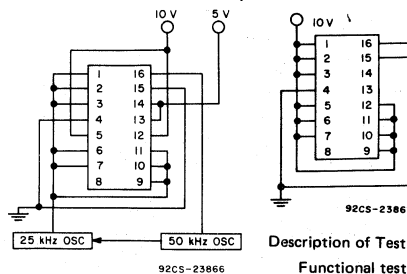 10 V 5 V
1 16
2 15
3 14
4 13
5 12
6 11
7 10
8 9
25 kHz OSC 50 kHz OSC
92CS-23866
10 V
1 16
2 15
3 14
4 13
5 12
6 11
7 10
8 9
92CS-2386
Description of Test
Functional test